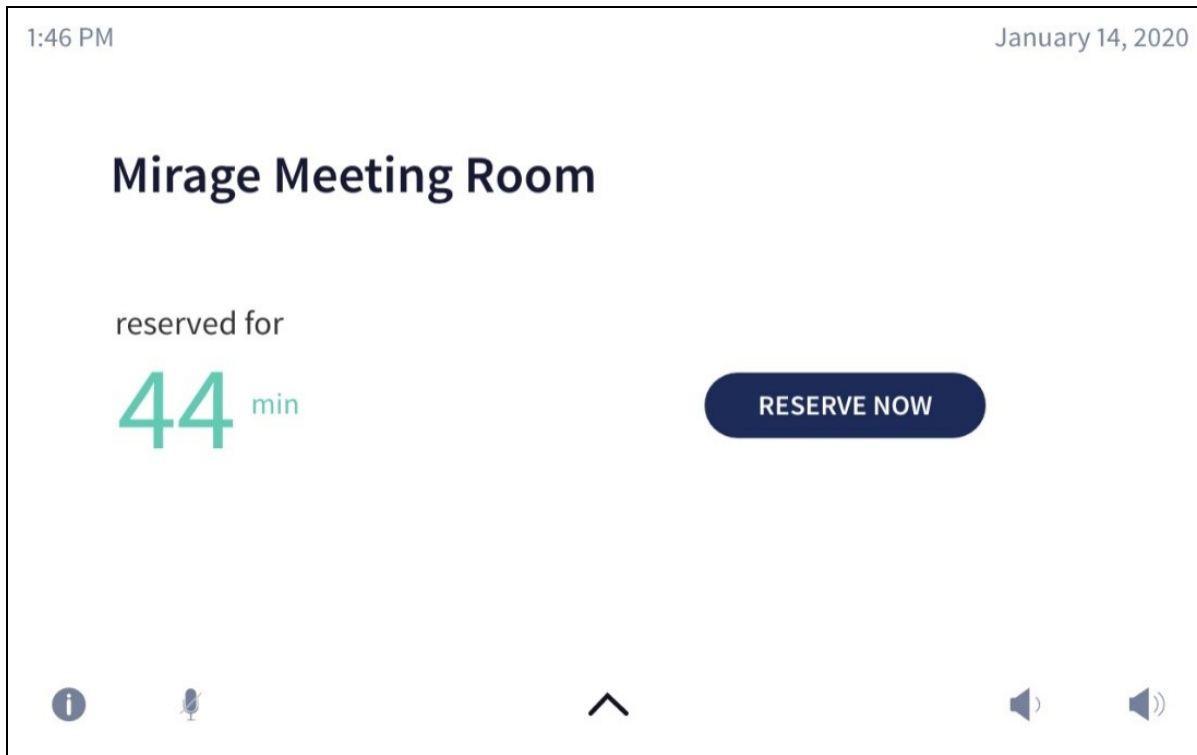 1:46 PM January 14, 2020
Mirage Meeting Room
reserved for
44 min
RESERVE NOW